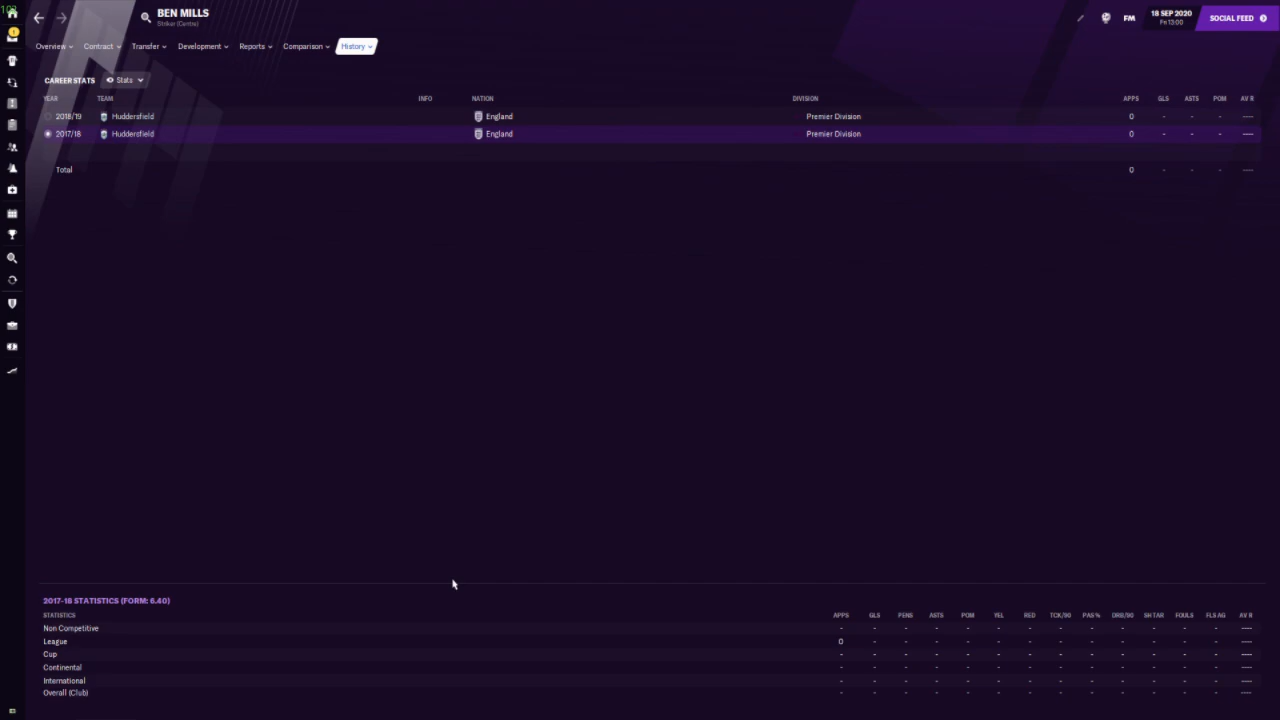 BEN MILLS
Striker (Centre)
FM
18 SEP 2020
Fri 13:00
SOCIAL FEED
Overview Contract Transfer Development Reports Comparison History
CAREER STATS Stats
YEAR TEAM INFO NATION DIVISION APPS GLS ASTS POM AV R
2018/19 Huddersfield England Premier Division 0 - - - ---
2017/18 Huddersfield England Premier Division 0 - - - ---
Total 0 - - - ---
2017-18 STATISTICS (FORM: 6.40)
STATISTICS APPS GLS PENS ASTS POM YEL RED TCK/90 PAS% DRB/90 SH TAR FOULS FLS AG AV R
Non Competitive - - - - - - - - - - - - - ---
League 0 - - - - - - - - - - - - ---
Cup - - - - - - - - - - - - - ---
Continental - - - - - - - - - - - - - ---
International - - - - - - - - - - - - - ---
Overall (Club) - - - - - - - - - - - - - ---